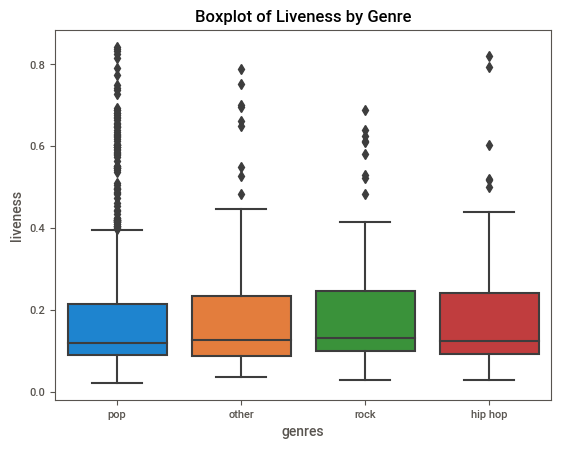 Boxplot of Liveness by Genre
liveness
0.8
0.6
0.4
0.2
0.0
pop
other
rock
hip hop
genres